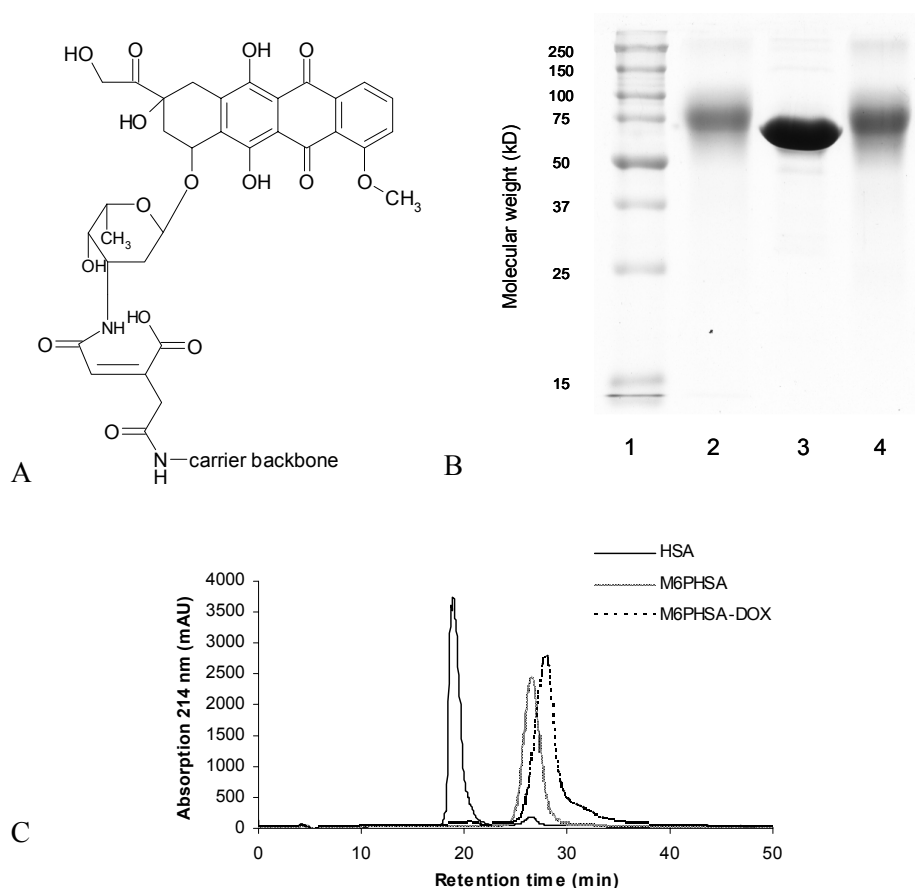 HO
O
OH
O
HO
O
OH
O
O
CH3
O
CH3
OH
NH
HO
O
O
O
N
H
carrier backbone
A
Molecular weight (kD)
250
150
100
75
50
37
25
15
1 2 3 4
B
HSA
M6PHSA
M6PHSA-DOX
Absorption 214 nm (mAU)
4000
3500
3000
2500
2000
1500
1000
500
0
0 10 20 30 40 50
Retention time (min)
C